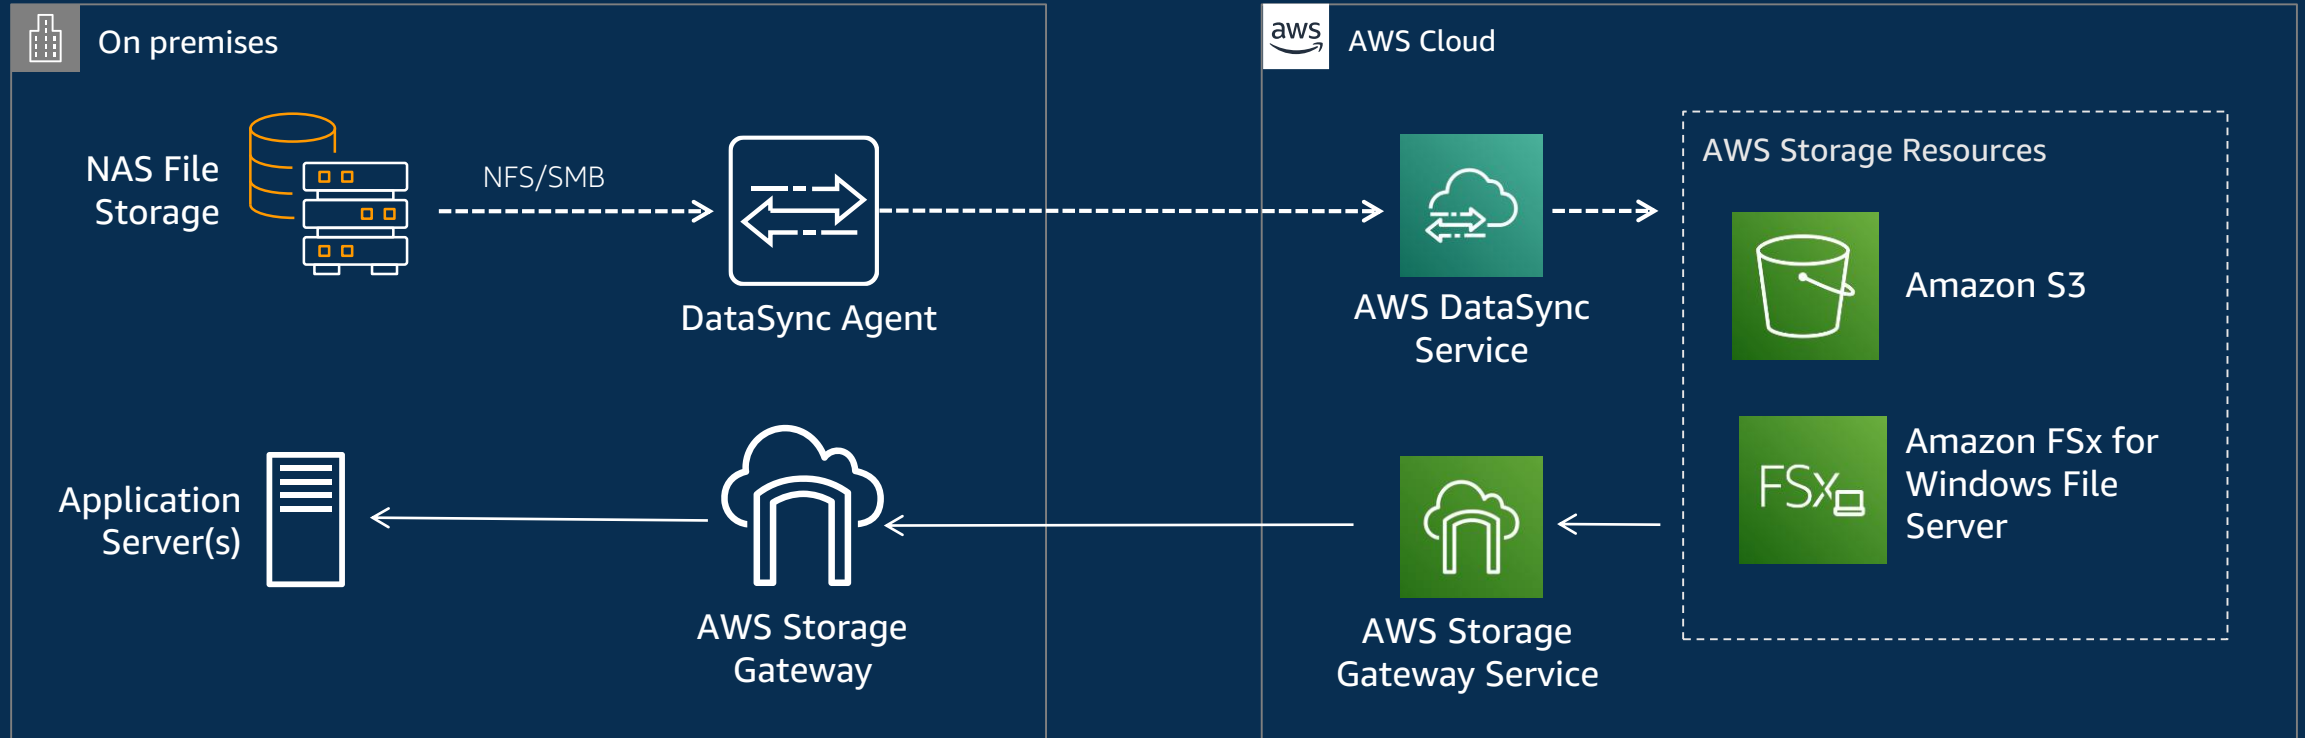 On premises
aws
AWS Cloud
NAS File
Storage
NFS/SMB
DataSync Agent
AWS DataSync
Service
AWS Storage Resources
Amazon S3
Application
Server(s)
AWS Storage
Gateway
AWS Storage
Gateway Service
FSx
Amazon FSx for
Windows File
Server